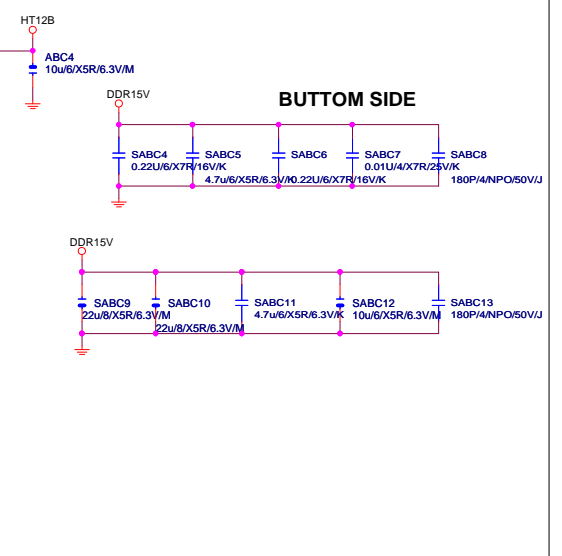 HT12B
ABC4
10u/6/X5R/6.3V/M
DDR15V
BUTTOM SIDE
SABC4
0.22U/6/X7R/16V/K
SABC5
4.7u/6/X5R/6.3V/K
SABC6
0.22U/6/X7R/16V/K
SABC7
0.01U/4/X7R/25V/K
SABC8
180P/4/NPO/50V/J
DDR15V
SABC9
22u/8/X5R/6.3V/M
SABC10
22u/8/X5R/6.3V/M
SABC11
4.7u/6/X5R/6.3V/K
SABC12
10u/6/X5R/6.3V/M
SABC13
180P/4/NPO/50V/J